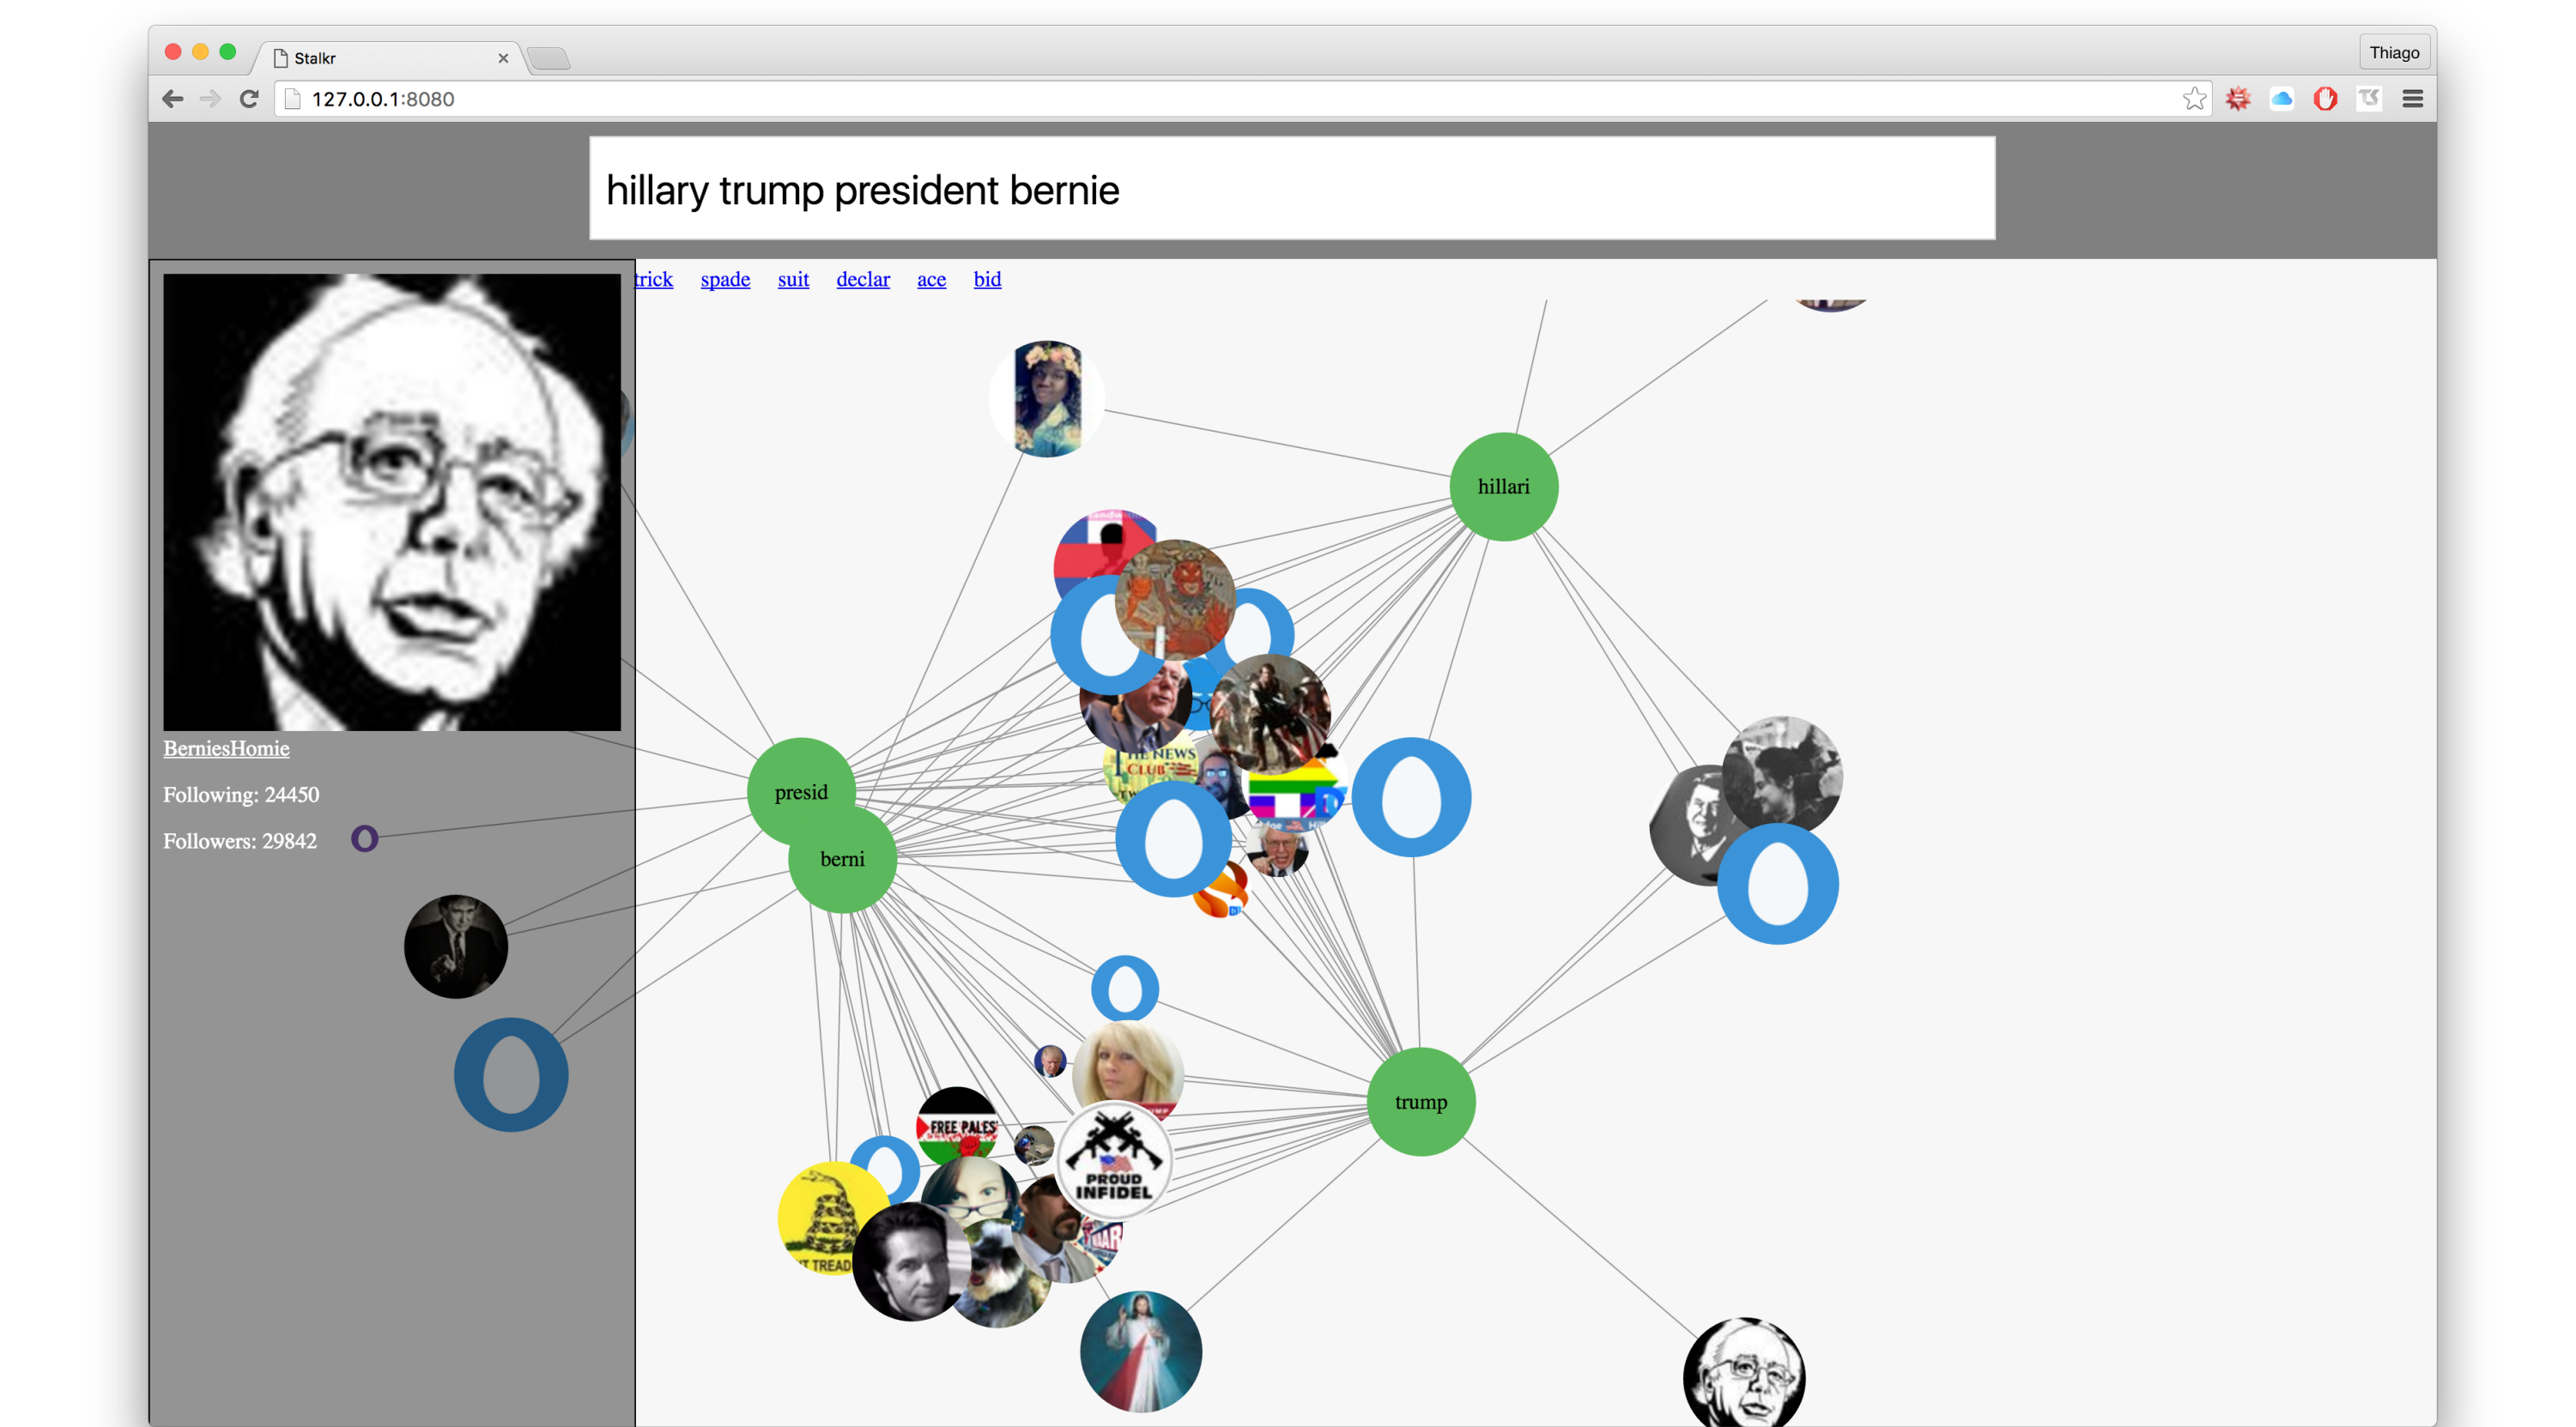 Stalkr
Thiago
127.0.0.1:8080
hillary trump president bernie
trick spade suit declar ace bid
hillari
THE NEWS
CLUB
BerniesHomie
presid
Following: 24450
Followers: 29842
berni
trump
FREE PALES
PROUD
INFIDEL
T TREAD